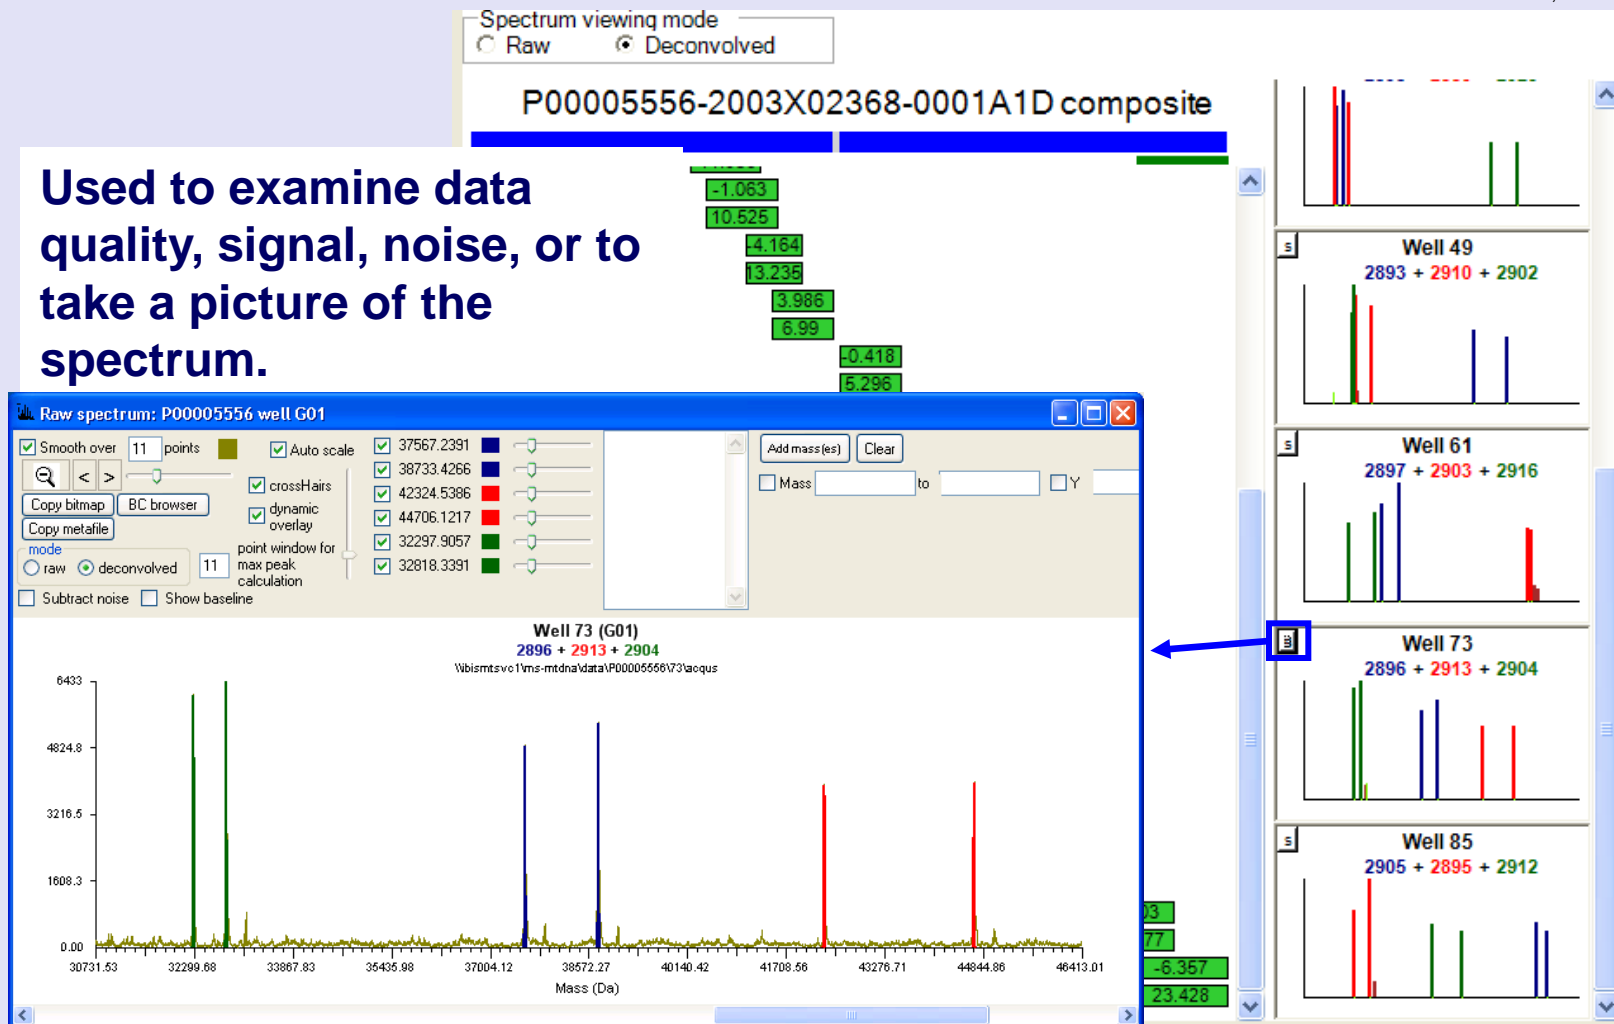 Spectrum viewing mode
Raw Deconvolved
P00005556-2003X02368-0001A1D composite
Used to examine data
quality, signal, noise, or to
take a picture of the
spectrum.
-1.063
10.525
-4.164
13.235
3.986
6.99
-0.418
5.296
-6.357
23.428
Raw spectrum: P00005556 well G01
Smooth over 11 points
Auto scale
< >
crossHairs
Copy bitmap BC browser
dynamic
overlay
Copy metafile
mode
raw deconvolved
11
point window for
max peak
calculation
Subtract noise Show baseline
37567.2391
38733.4266
42324.5386
44706.1217
32297.9057
32818.3391
Add mass(es) Clear
Mass to Y
Well 73 (G01)
2896 + 2913 + 2904
\\ibismtsvc1\ms-mtdna\data\P00005556\73\acqus
6433
4824.8
3216.5
1608.3
0.00
30731.53 32299.68 33867.83 35435.98 37004.12 38572.27 40140.42 41708.56 43276.71 44844.86 46413.01
Mass (Da)
s
Well 49
2893 + 2910 + 2902
s
Well 61
2897 + 2903 + 2916
Well 73
2896 + 2913 + 2904
s
Well 85
2905 + 2895 + 2912